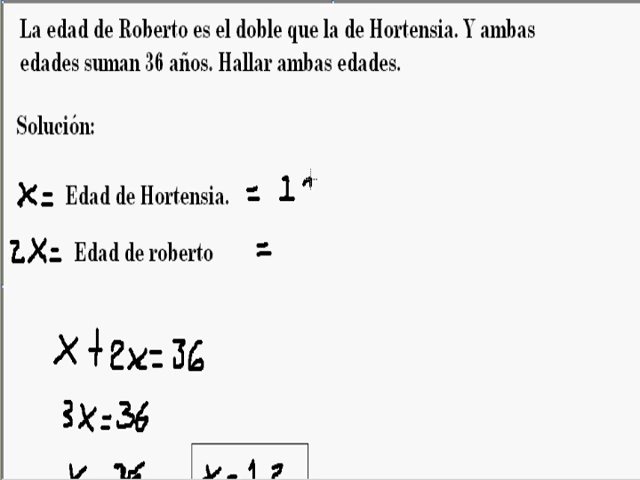 La edad de Roberto es el doble que la de Hortensia. Y ambas
edades suman 36 años. Hallar ambas edades.
Solución:
x = Edad de Hortensia. = 1
2x = Edad de roberto =
x + 2x = 36
3x = 36